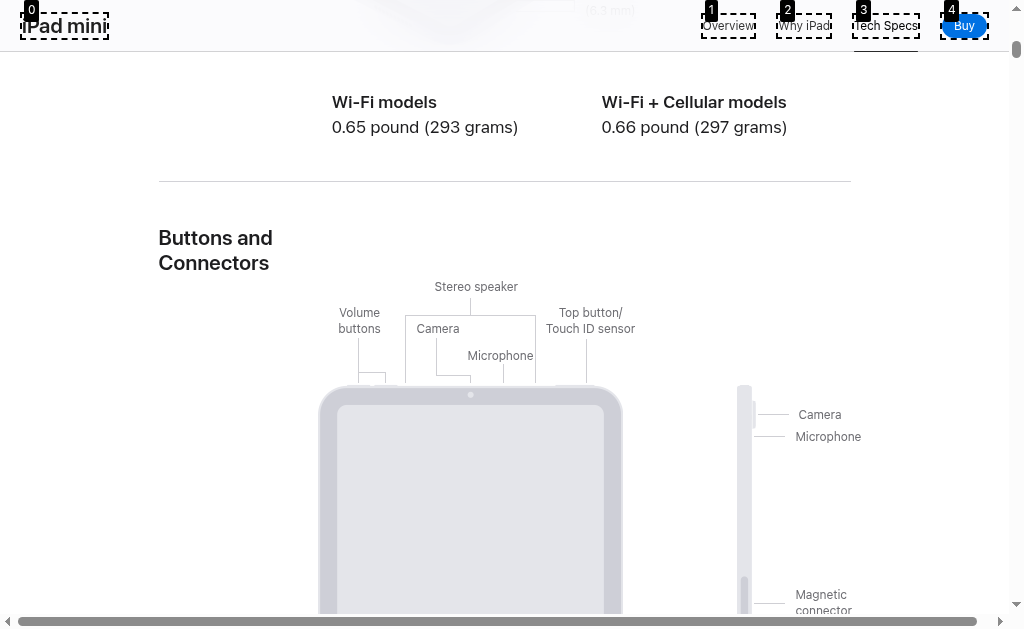 iPad mini
0
1
Overview
2
Why iPad
3
Tech Specs
4
Buy
(6.3 mm)
Wi-Fi models
0.65 pound (293 grams)
Wi-Fi + Cellular models
0.66 pound (297 grams)
Buttons and
Connectors
Stereo speaker
Volume
buttons
Camera
Microphone
Top button/
Touch ID sensor
Camera
Microphone
Magnetic
connector